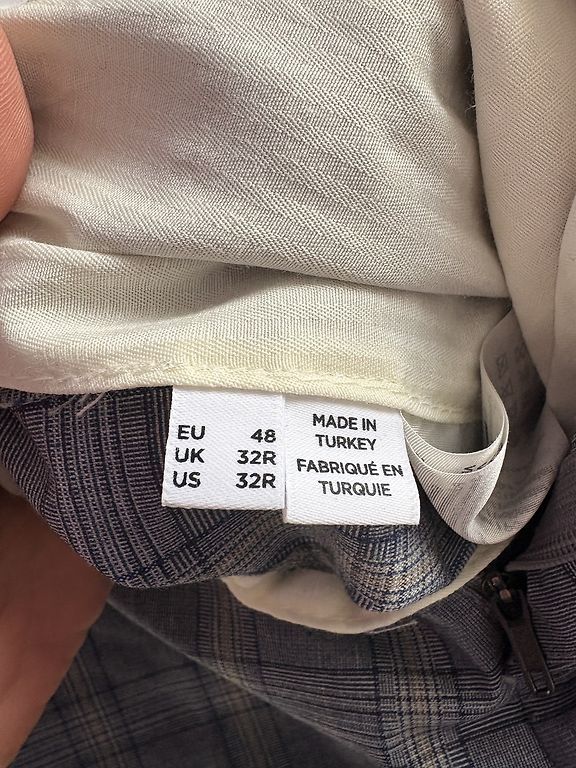 EU 48
UK 32R
US 32R
MADE IN
TURKEY
FABRIQUÉ EN
TURQUIE